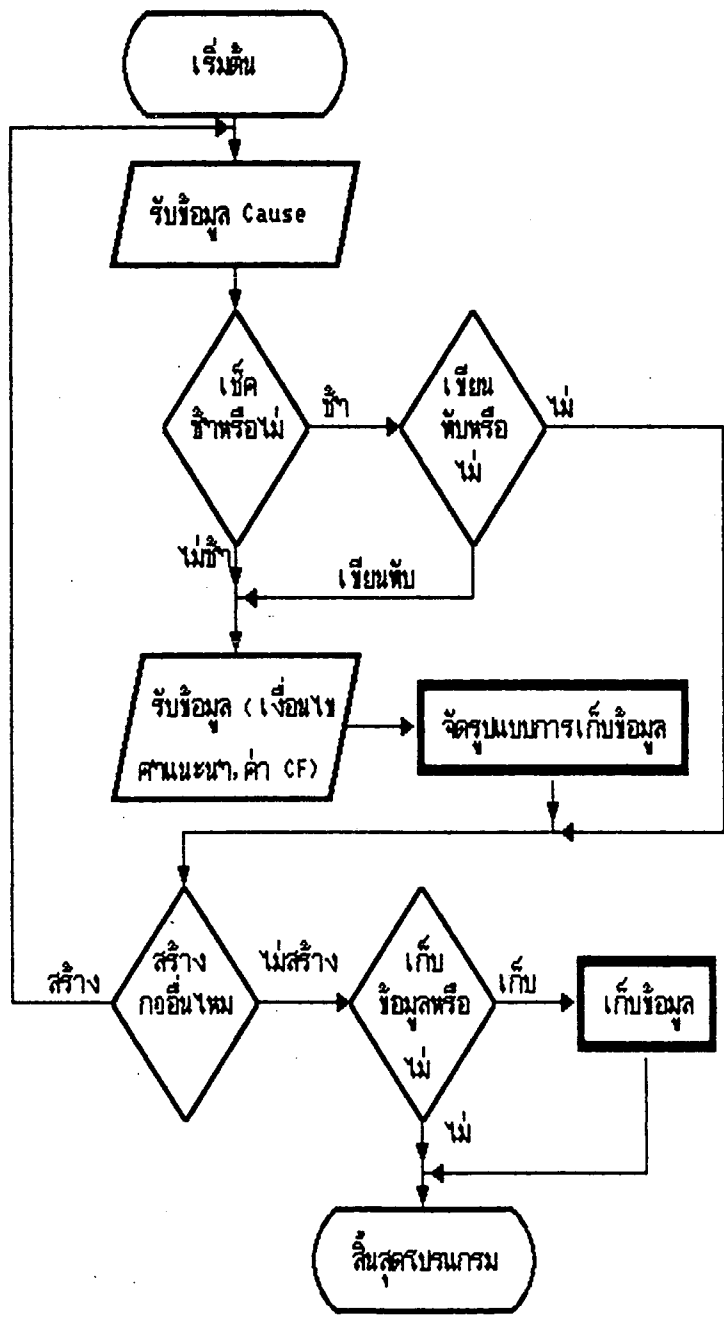 เริ่มต้น
รับข้อมูล Cause
เช็ค
ซ้ำหรือไม่
ซ้ำ
เขียน
ทับหรือ
ไม่
ไม่
ไม่ซ้ำ
เขียนทับ
รับข้อมูล (เงื่อนไข
คำแนะนำ, ค่า CF)
จัดรูปแบบการเก็บข้อมูล
สร้าง
สร้าง
กฎอื่นไหม
ไม่สร้าง
เก็บ
ข้อมูลหรือ
ไม่
เก็บ
เก็บข้อมูล
ไม่
สิ้นสุดโปรแกรม